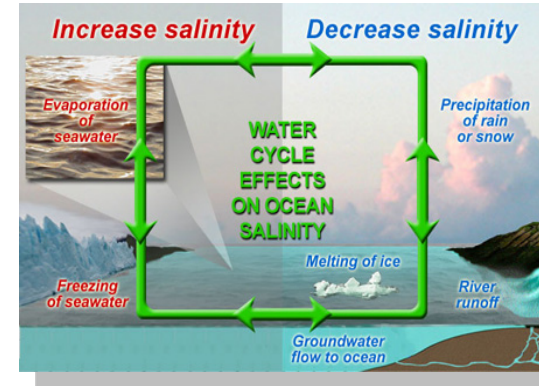 Increase salinity
Decrease salinity
Evaporation
of
seawater
Precipitation
of rain
or snow
WATER
CYCLE
EFFECTS
ON OCEAN
SALINITY
Freezing
of seawater
Melting of ice
River
runoff
Groundwater
flow to ocean